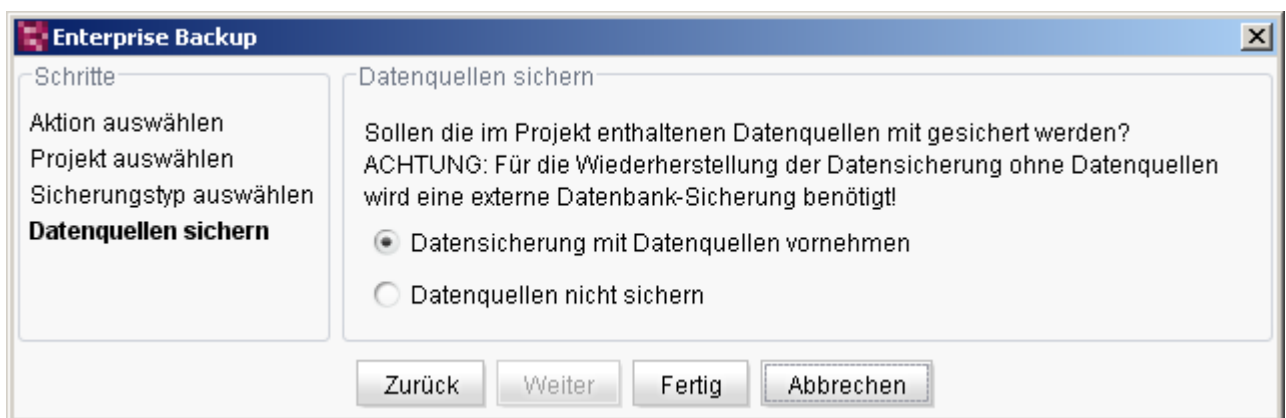 Enterprise Backup
Schritte
Aktion auswählen
Projekt auswählen
Sicherungstyp auswählen
Datenquellen sichern
Datenquellen sichern
Sollen die im Projekt enthaltenen Datenquellen mit gesichert werden?
ACHTUNG: Für die Wiederherstellung der Datensicherung ohne Datenquellen
wird eine externe Datenbank-Sicherung benötigt!
Datensicherung mit Datenquellen vornehmen
Datenquellen nicht sichern
Zurück Weiter Fertig Abbrechen